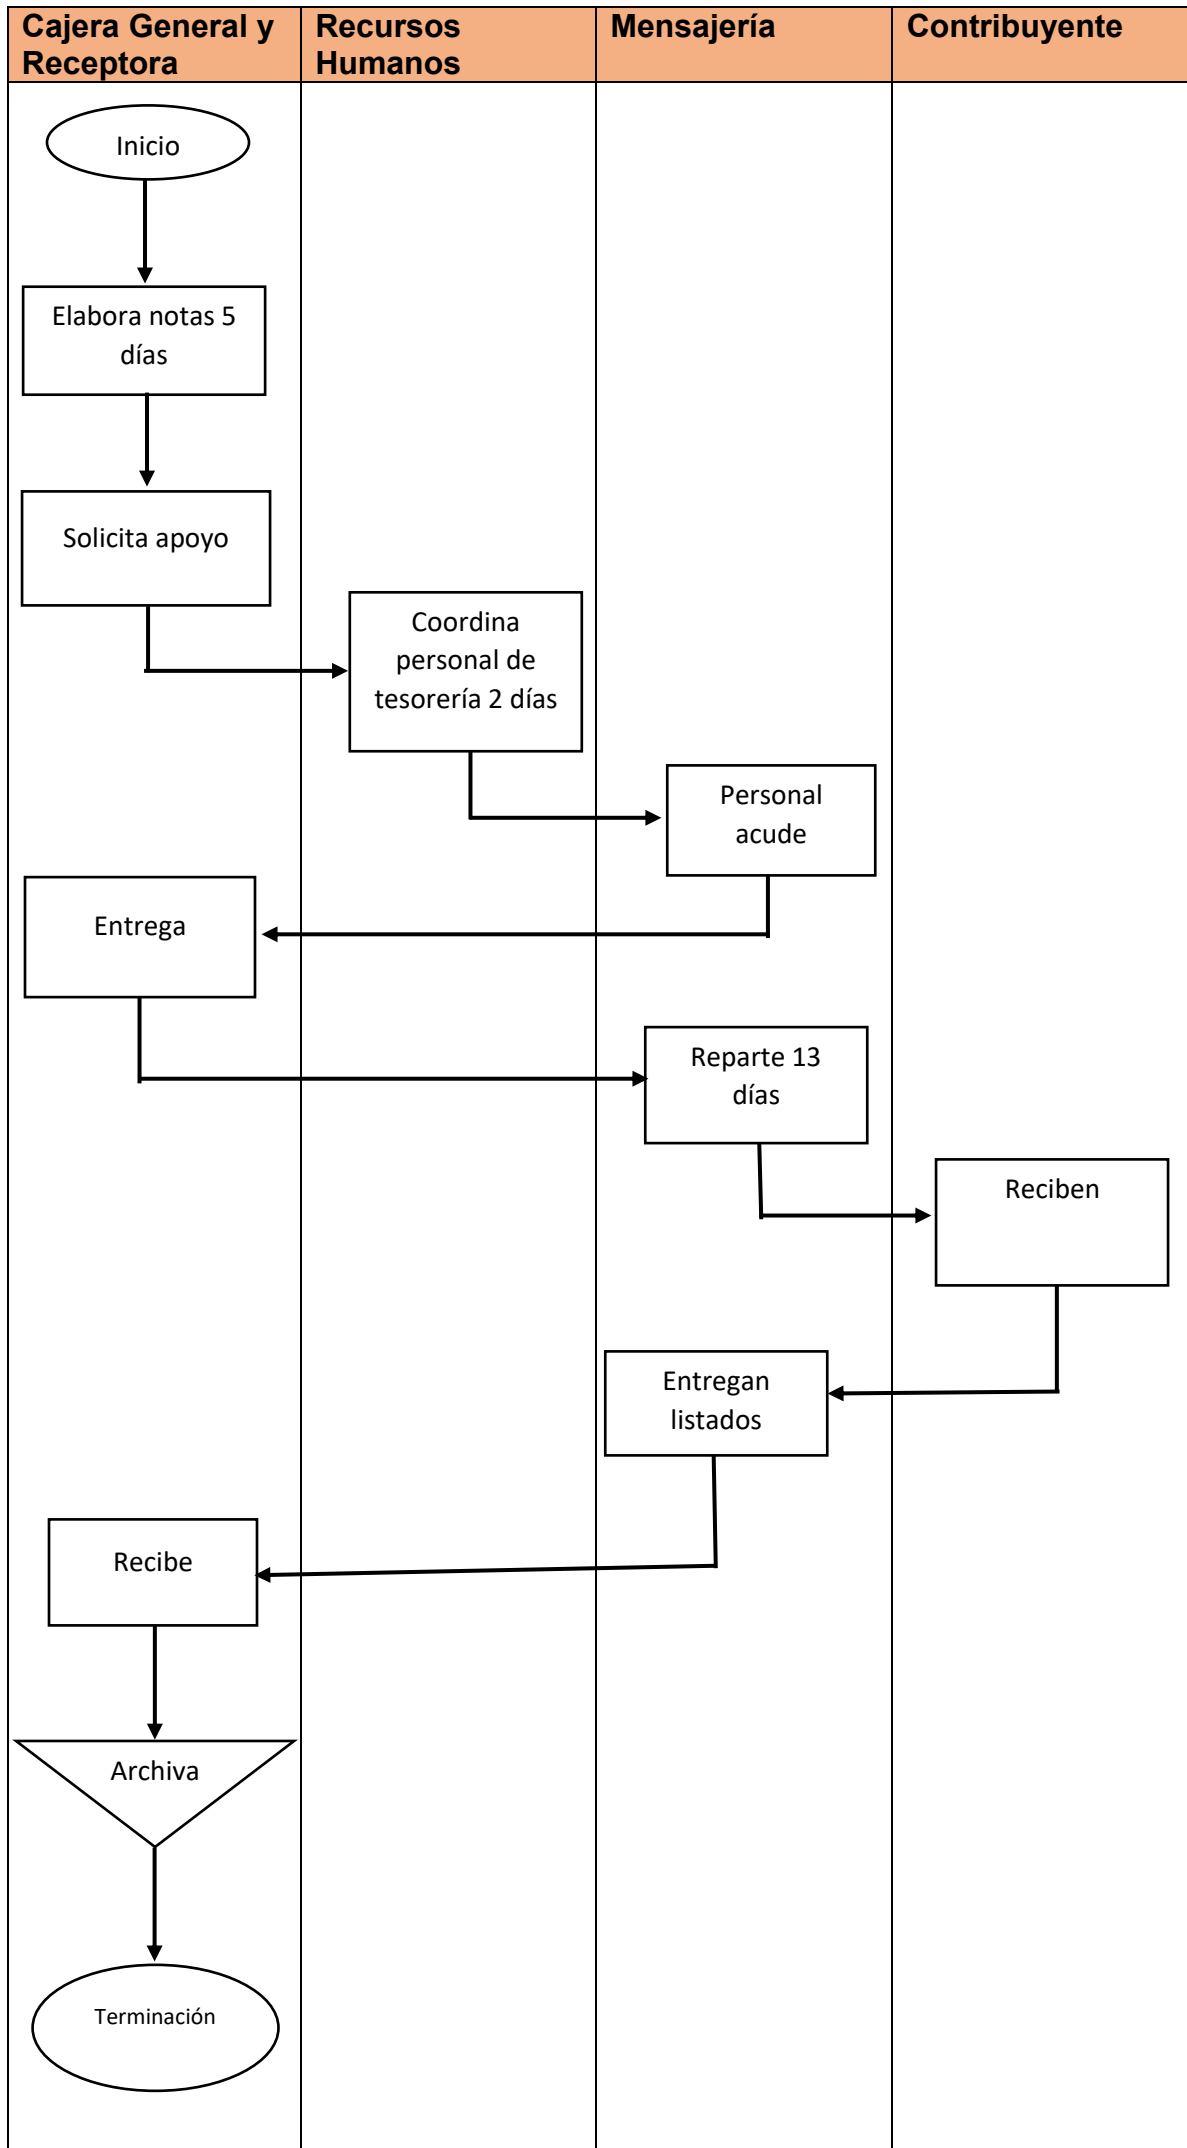 Cajera General y
Receptora
Recursos
Humanos
Mensajería
Contribuyente
Inicio
Elabora notas 5
días
Solicita apoyo
Coordina
personal de
tesorería 2 días
Personal
acude
Entrega
Reparte 13
días
Reciben
Entregan
listados
Recibe
Archiva
Terminación